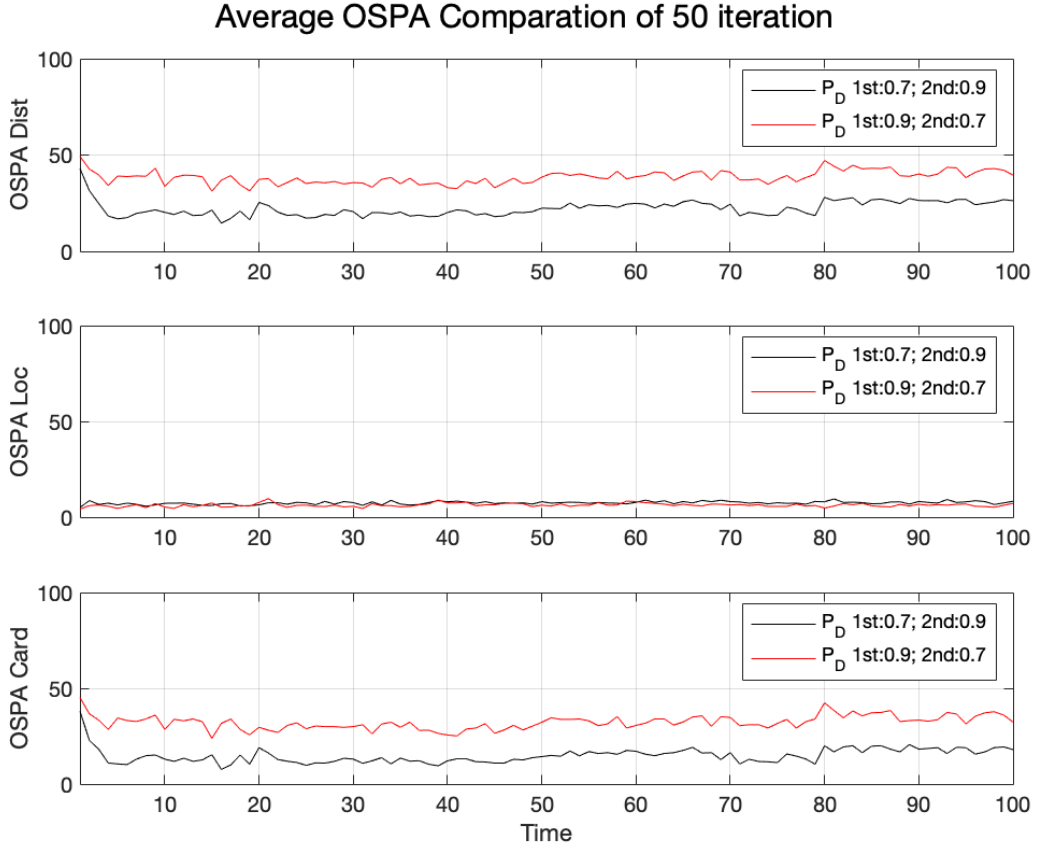 Average OSPA Comparation of 50 iteration
100
50
0
OSPA Dist
P_D 1st:0.7; 2nd:0.9
P_D 1st:0.9; 2nd:0.7
10 20 30 40 50 60 70 80 90 100
100
50
0
OSPA Loc
P_D 1st:0.7; 2nd:0.9
P_D 1st:0.9; 2nd:0.7
10 20 30 40 50 60 70 80 90 100
100
50
0
OSPA Card
P_D 1st:0.7; 2nd:0.9
P_D 1st:0.9; 2nd:0.7
10 20 30 40 50 60 70 80 90 100
Time